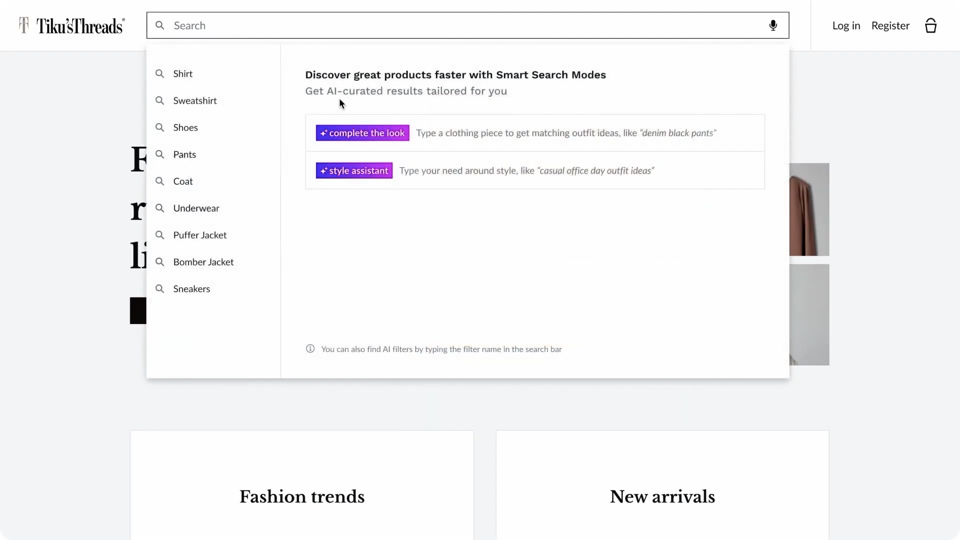 Tiku'sThreads
Search
Log in
Register
Shirt
Sweatshirt
Shoes
Pants
Coat
Underwear
Puffer Jacket
Bomber Jacket
Sneakers
Discover great products faster with Smart Search Modes
Get AI-curated results tailored for you
complete the look Type a clothing piece to get matching outfit ideas, like "denim black pants"
style assistant Type your need around style, like "casual office day outfit ideas"
You can also find AI filters by typing the filter name in the search bar
F
r
li
Fashion trends
New arrivals